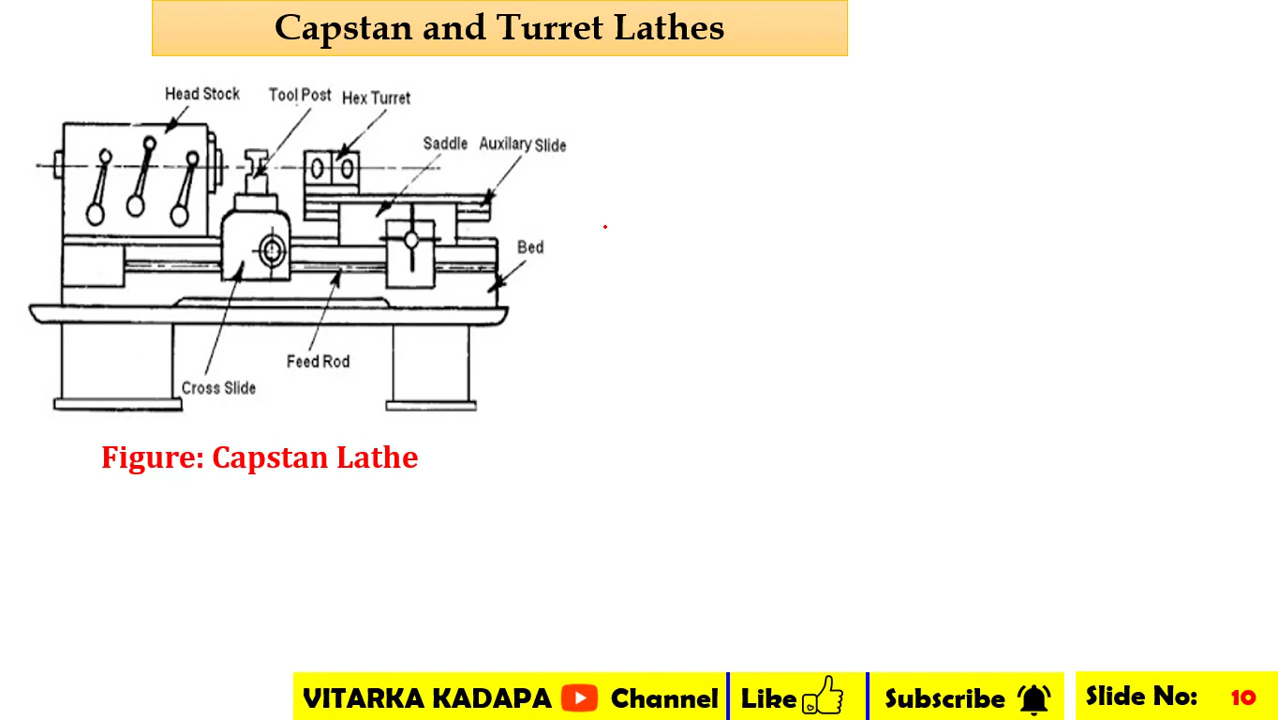 Capstan and Turret Lathes
Head Stock
Tool Post
Hex Turret
Saddle
Auxilary Slide
Bed
Feed Rod
Cross Slide
Figure: Capstan Lathe
VITARKA KADAPA Channel
Like
Subscribe
Slide No: 10